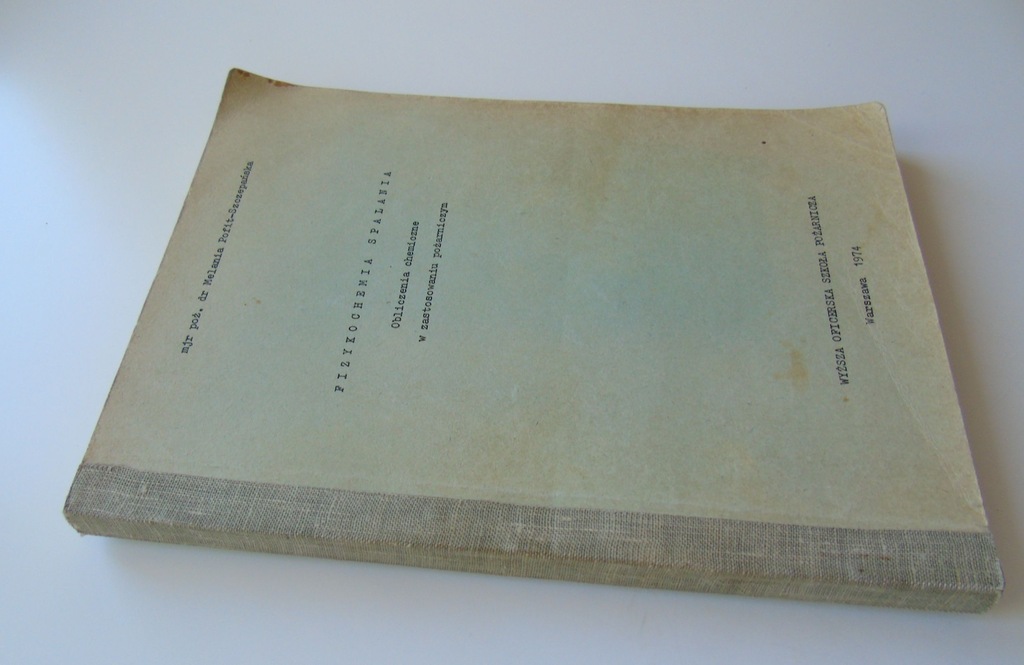 mjr poż. dr Melania Pofit-Szczepańska
FIZYKOCHEMIA SPALANIA
Obliczenia chemiczne
w zastosowaniu pożarniczym
WYŻSZA OFICERSKA SZKOŁA POŻARNICZA
Warszawa 1974